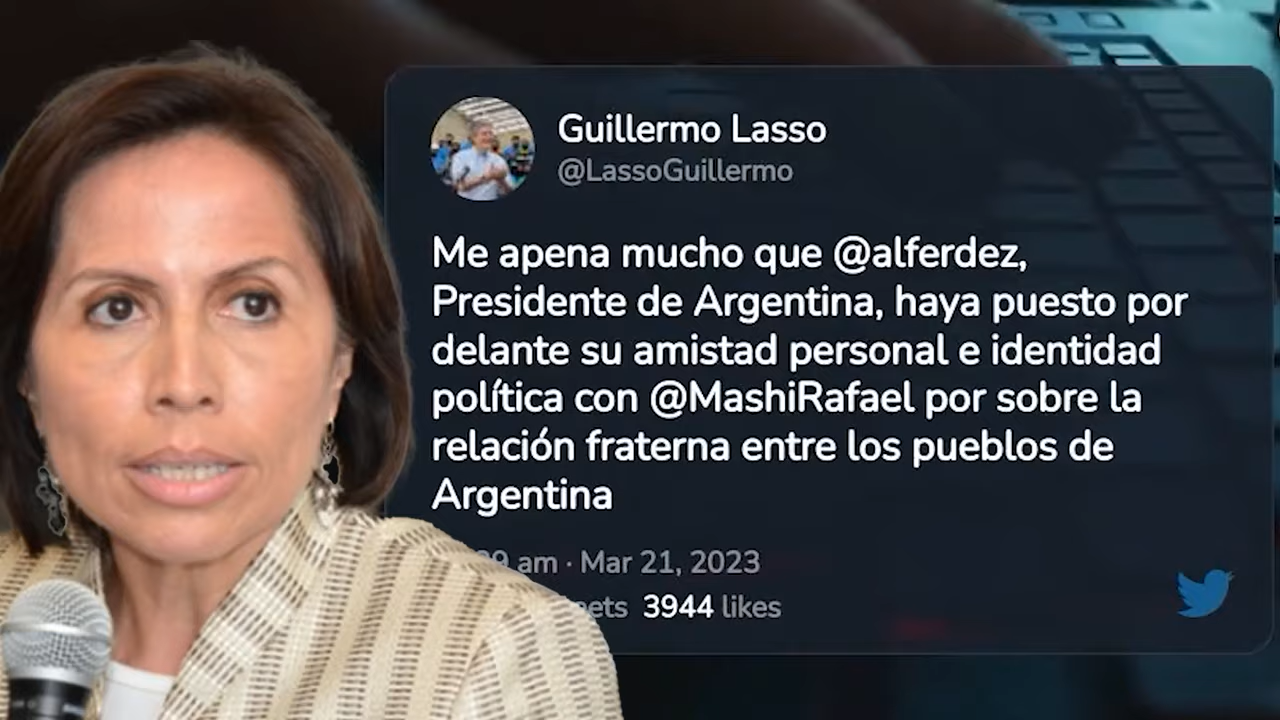 Guillermo Lasso
@LassoGuillermo
Me apena mucho que @alferdez,
Presidente de Argentina, haya puesto por
delante su amistad personal e identidad
política con @MashiRafael por sobre la
relación fraterna entre los pueblos de
Argentina
am · Mar 21, 2023
3944 likes